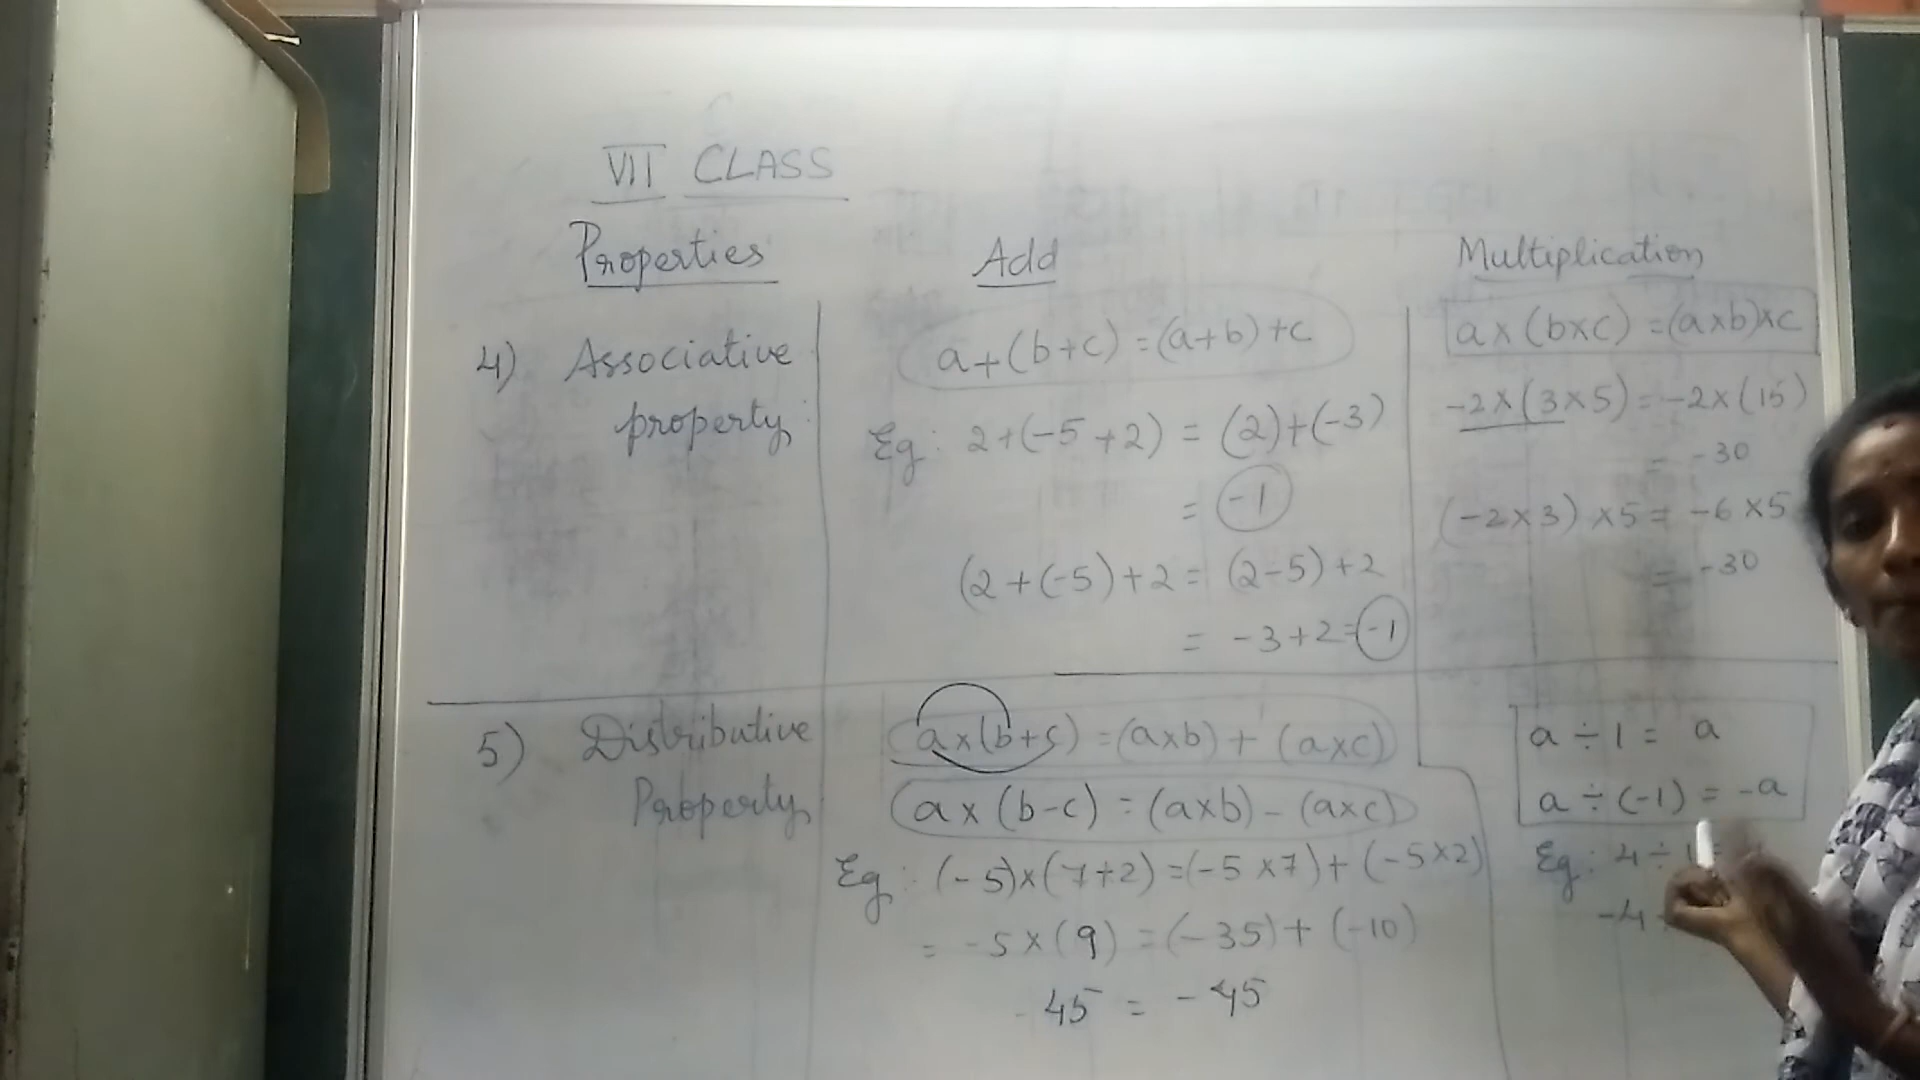 VII CLASS
Properties
Add
Multiplication
4) Associative
property:
a+(b+c)=(a+b)+c
Eg: 2+(-5+2) = (2)+(-3)
= -1
(2+(-5)+2 = (2-5)+2
= -3+2=-1
a×(b×c)=(a×b)×c
-2×(3×5)=-2×(15)
= -30
(-2×3)×5= -6×5
= -30
5) Distributive
Property
a×(b+c)=(a×b)+(a×c)
a×(b-c)=(a×b)-(a×c)
Eg: (-5)×(7+2)=(-5×7)+(-5×2)
= -5×(9) =(-35)+(-10)
-45 = -45
a÷1= a
a÷(-1)= -a
Eg: 4÷1
-4